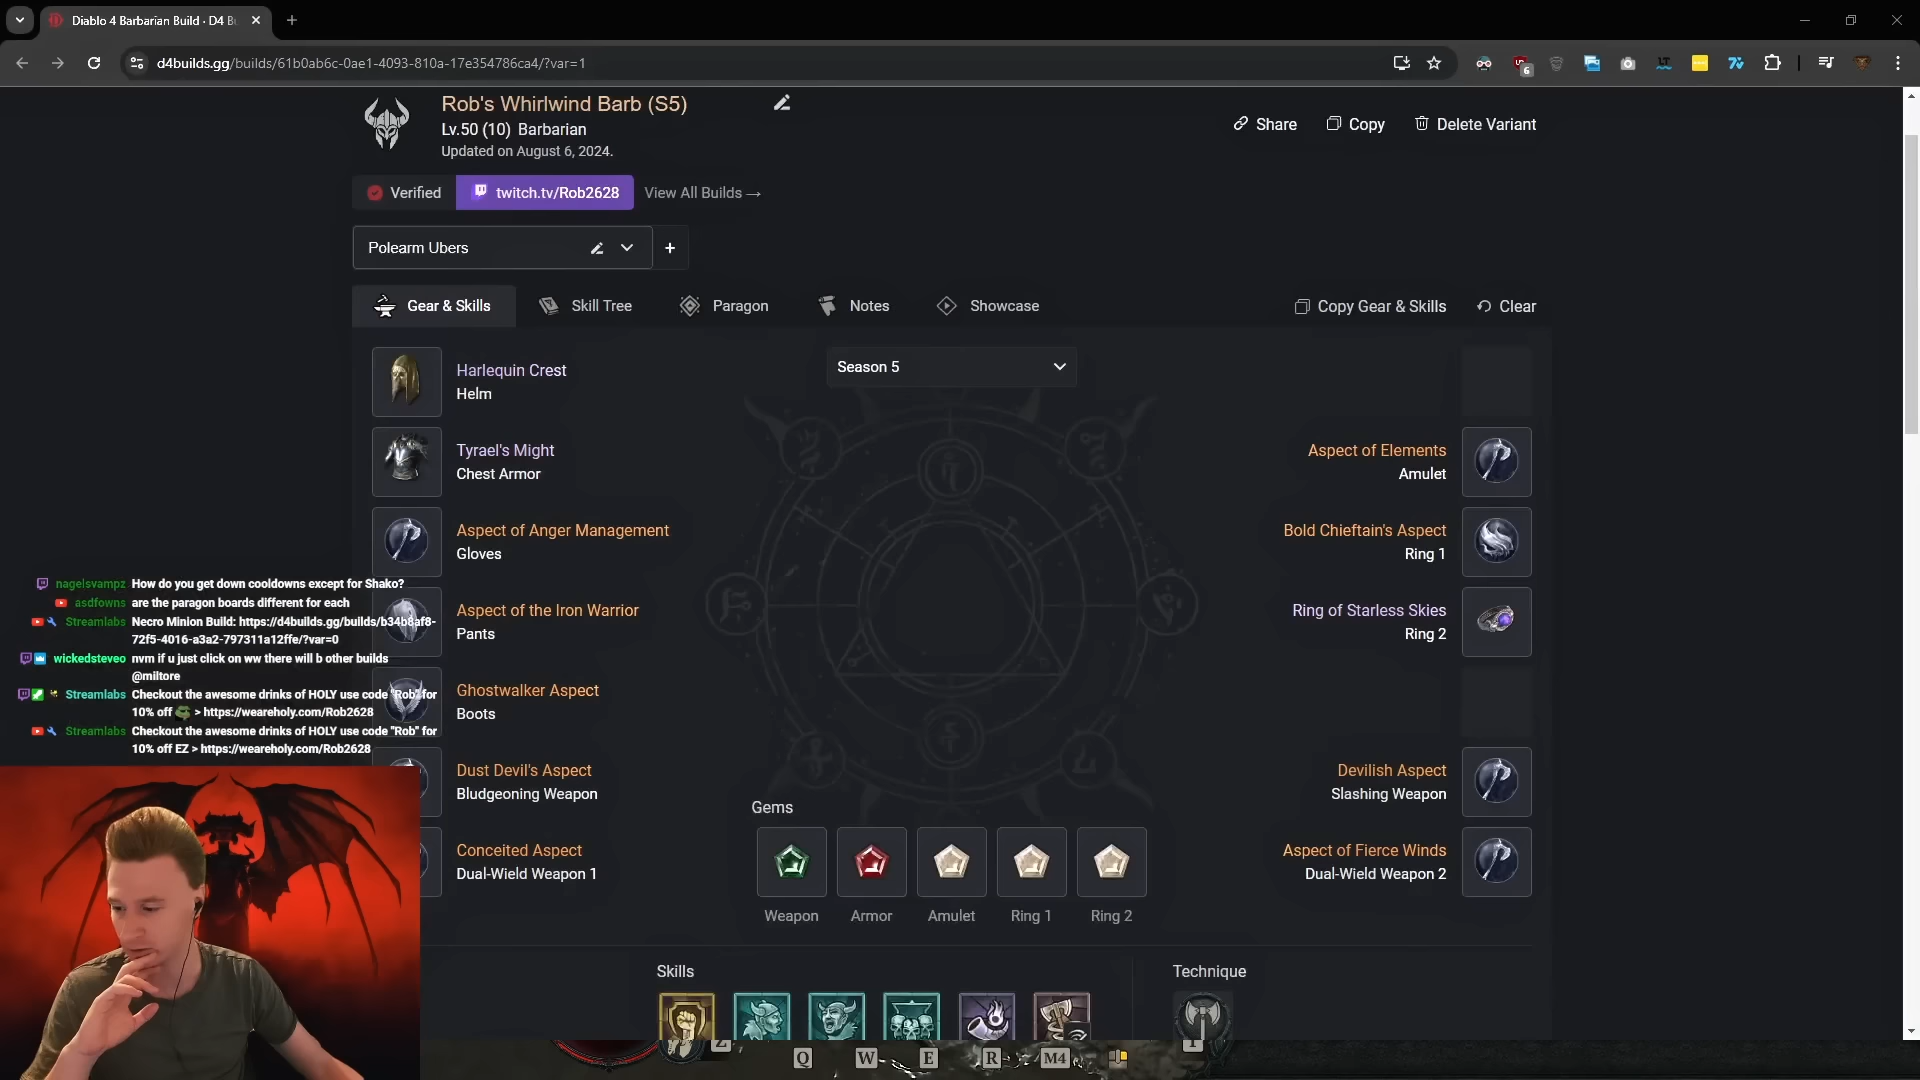 Diablo 4 Barbarian Build · D4 Bu
d4builds.gg/builds/61b0ab6c-0ae1-4093-810a-17e354786ca4/?var=1
6
Rob's Whirlwind Barb (S5)
Lv.50 (10) Barbarian
Updated on August 6, 2024.
Share
Copy
Delete Variant
Verified
twitch.tv/Rob2628
View All Builds →
Polearm Ubers
+
Gear & Skills
Skill Tree
Paragon
Notes
Showcase
Copy Gear & Skills
Clear
Season 5
Harlequin Crest
Helm
Tyrael's Might
Chest Armor
Aspect of Anger Management
Gloves
Aspect of the Iron Warrior
Pants
Ghostwalker Aspect
Boots
Dust Devil's Aspect
Bludgeoning Weapon
Conceited Aspect
Dual-Wield Weapon 1
Aspect of Elements
Amulet
Bold Chieftain's Aspect
Ring 1
Ring of Starless Skies
Ring 2
Devilish Aspect
Slashing Weapon
Aspect of Fierce Winds
Dual-Wield Weapon 2
Gems
Weapon
Armor
Amulet
Ring 1
Ring 2
Skills
Technique
nagelsvampz How do you get down cooldowns except for Shako?
asdfowns are the paragon boards different for each
Streamlabs Necro Minion Build: https://d4builds.gg/builds/b34b8af8-
72f5-4016-a3a2-797311a12ffe/?var=0
wickedsteveo nvm if u just click on ww there will b other builds
@miltore
Streamlabs Checkout the awesome drinks of HOLY use code "Rob" for
10% off > https://weareholy.com/Rob2628
Streamlabs Checkout the awesome drinks of HOLY use code "Rob" for
10% off EZ > https://weareholy.com/Rob2628
Z
Q
W
E
R
M4
T